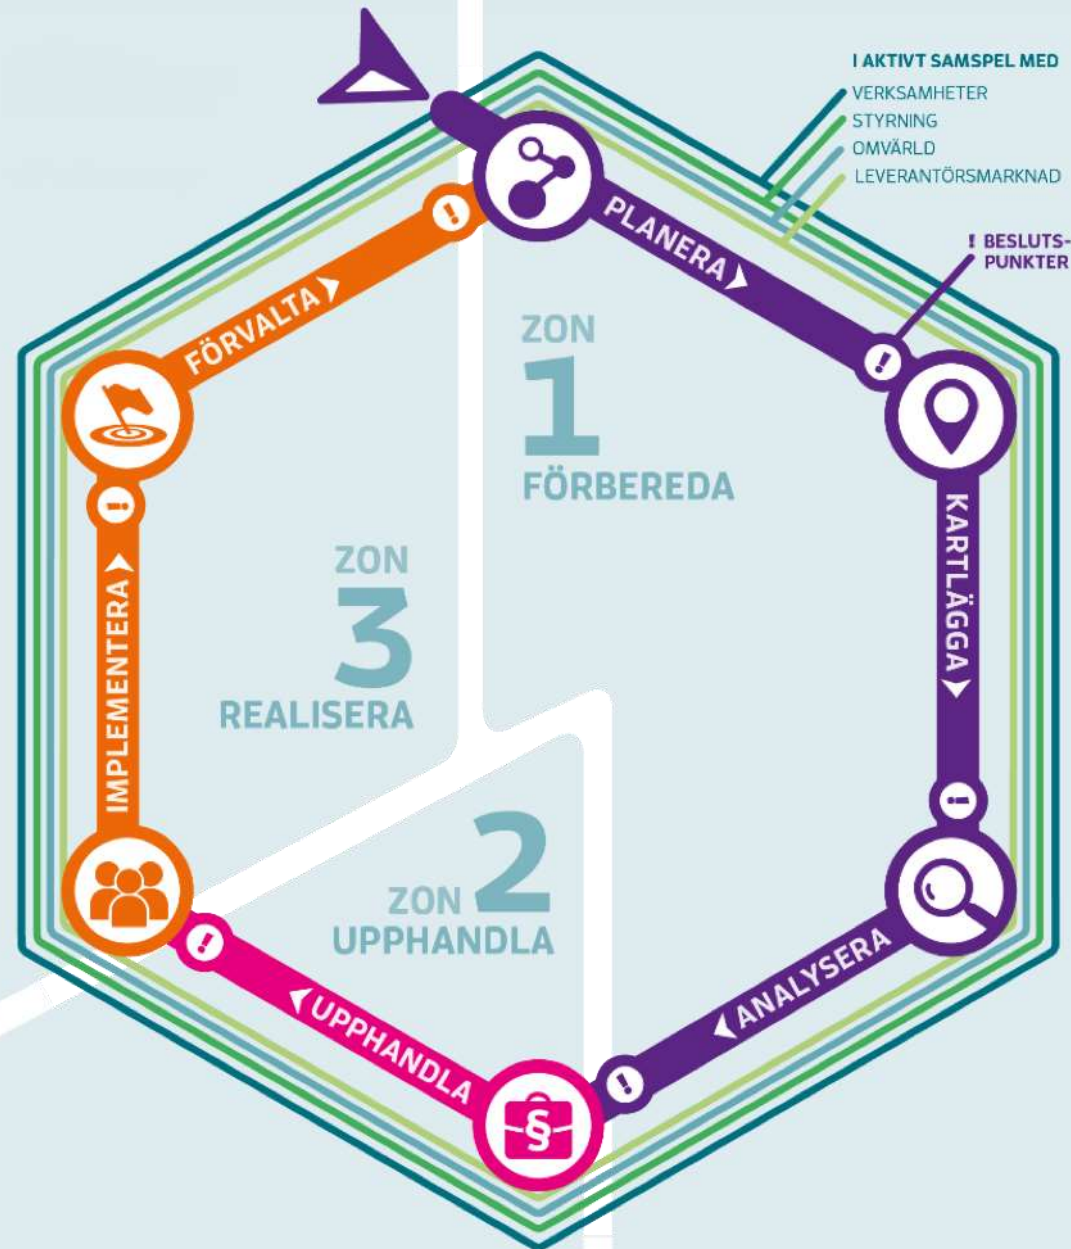 I AKTIVT SAMSPEL MED
VERKSAMHETER
STYRNING
OMVÄRLD
LEVERANTÖRSMARKNAD
! BESLUTS-
PUNKTER
PLANERA
!
KARTLÄGGA
!
ANALYSERA
!
§
UPPHANDLA
!
IMPLEMENTERA
!
FÖRVALTA
!
ZON
1
FÖRBEREDA
ZON
3
REALISERA
ZON 2
UPPHANDLA